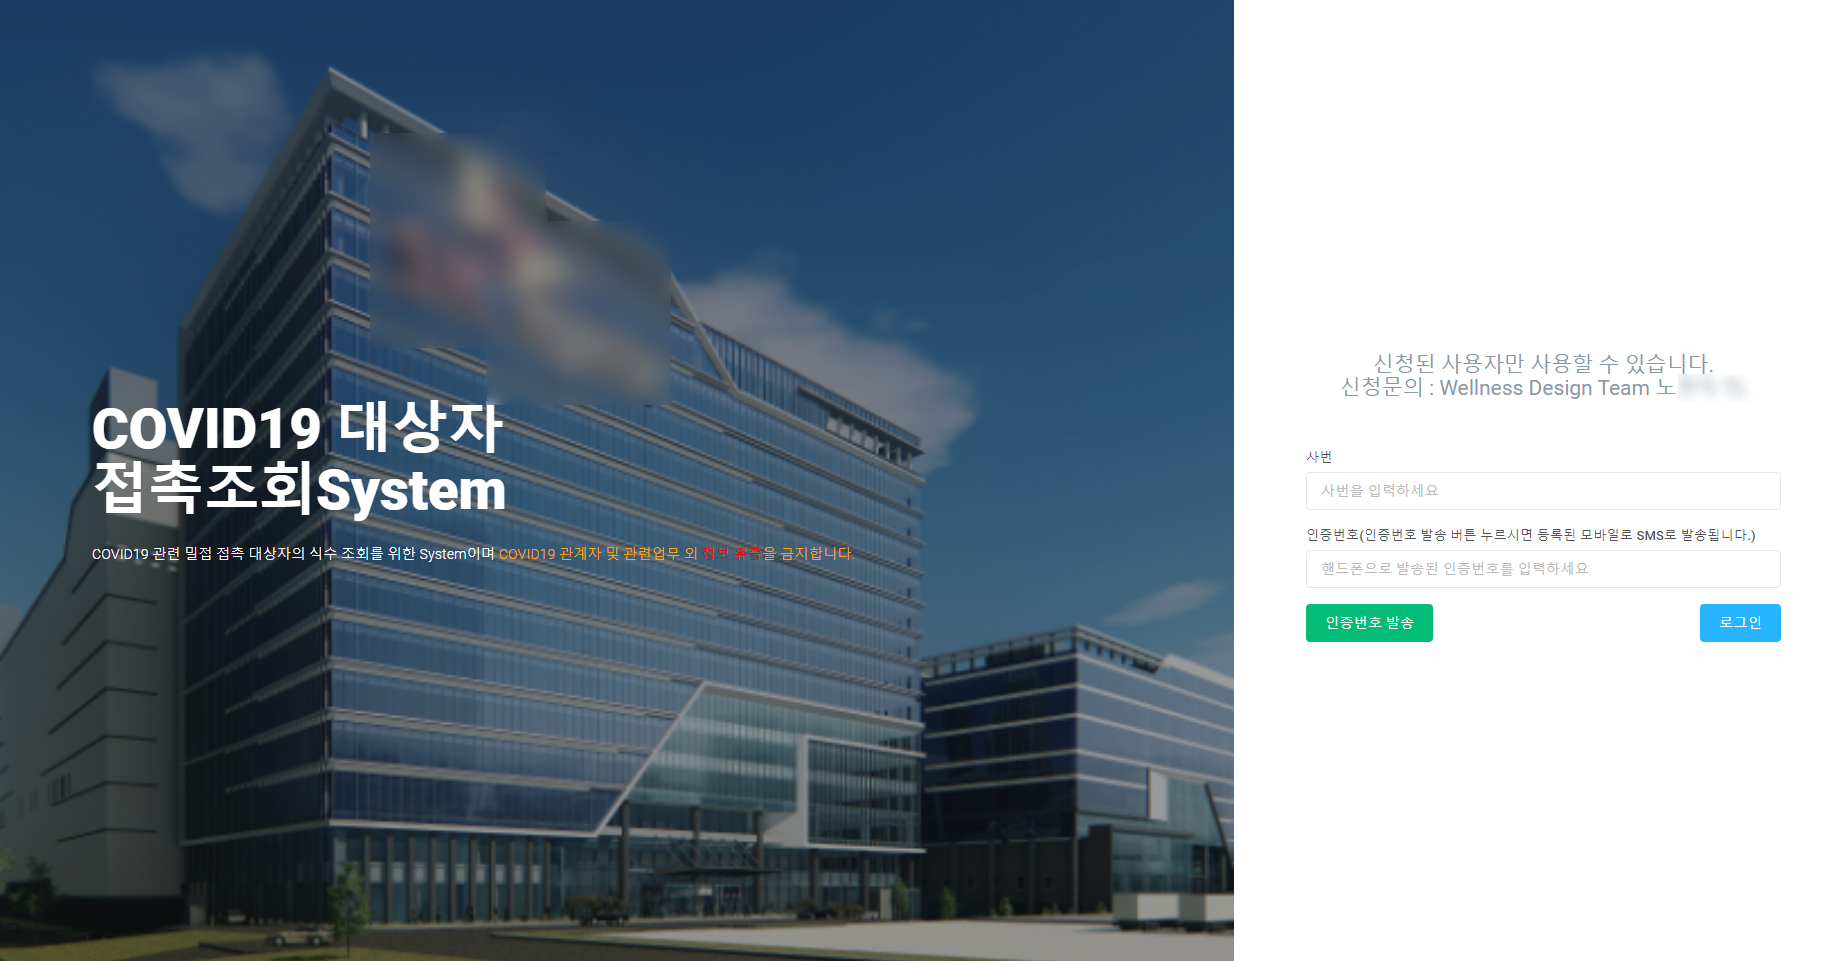 COVID19 대상자
접촉조회System
COVID19 관련 밀접 접촉 대상자의 식수 조회를 위한 System이며 COVID19 관계자 및 관련업무 외 정보 유출을 금지합니다.
신청된 사용자만 사용할 수 있습니다.
신청문의 : Wellness Design Team 노
사번
사번을 입력하세요
인증번호(인증번호 발송 버튼 누르시면 등록된 모바일로 SMS로 발송됩니다.)
핸드폰으로 발송된 인증번호를 입력하세요
인증번호 발송
로그인